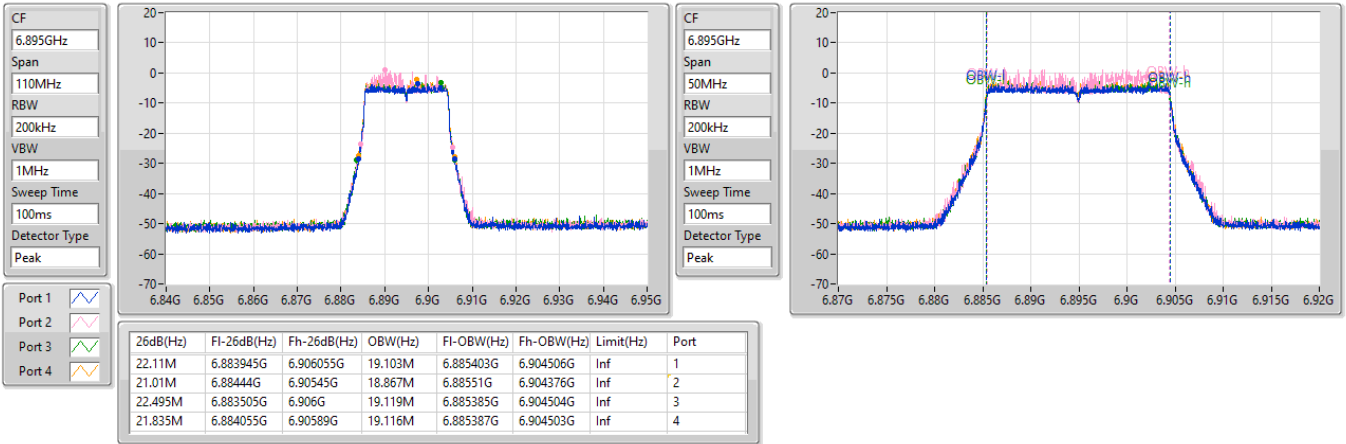 CF
6.895GHz
Span
110MHz
RBW
200kHz
VBW
1MHz
Sweep Time
100ms
Detector Type
Peak
20
10
0
-10
-20
-30
-40
-50
-60
-70
6.84G 6.85G 6.86G 6.87G 6.88G 6.89G 6.9G 6.91G 6.92G 6.93G 6.94G 6.95G
CF
6.895GHz
Span
50MHz
RBW
200kHz
VBW
1MHz
Sweep Time
100ms
Detector Type
Peak
20
10
0
-10
-20
-30
-40
-50
-60
-70
OBW-l
OBW-h
6.87G 6.875G 6.88G 6.885G 6.89G 6.895G 6.9G 6.905G 6.91G 6.915G 6.92G
Port 1
Port 2
Port 3
Port 4
26dB(Hz) Fl-26dB(Hz) Fh-26dB(Hz) OBW(Hz) Fl-OBW(Hz) Fh-OBW(Hz) Limit(Hz) Port
22.11M 6.883945G 6.906055G 19.103M 6.885403G 6.904506G Inf 1
21.01M 6.88444G 6.90545G 18.867M 6.88551G 6.904376G Inf 2
22.495M 6.883505G 6.906G 19.119M 6.885385G 6.904504G Inf 3
21.835M 6.884055G 6.90589G 19.116M 6.885387G 6.904503G Inf 4